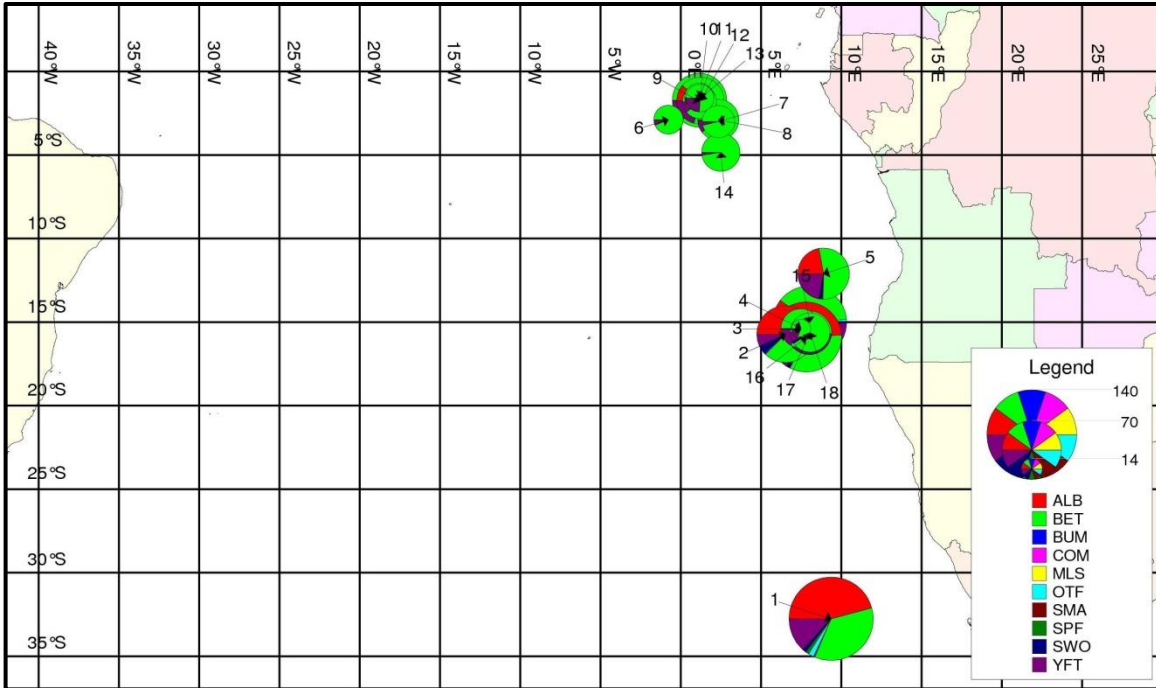 40°W
35°W
30°W
25°W
20°W
15°W
10°W
5°W
0°E
5°E
10°E
15°E
20°E
25°E
5°S
10°S
15°S
20°S
25°S
30°S
35°S
10
11
12
13
9
7
6
8
14
5
15
4
3
2
16
17
18
1
Legend
140
70
14
ALB
BET
BUM
COM
MLS
OTF
SMA
SPF
SWO
YFT